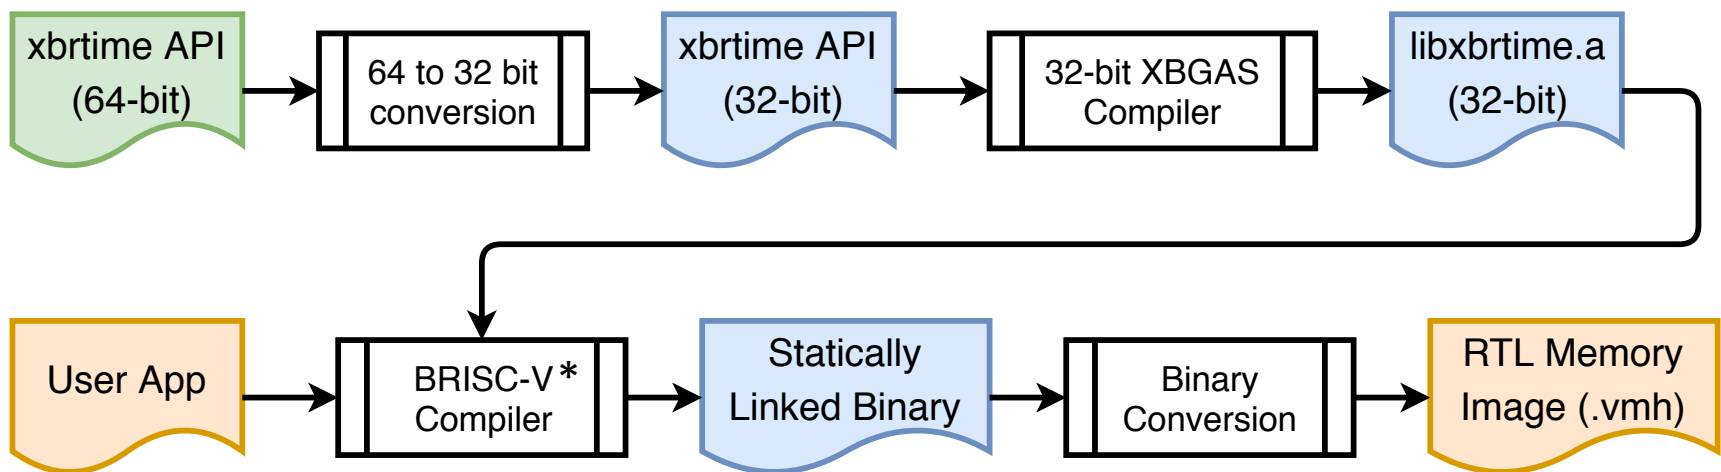 xbrtime API
(64-bit)
64 to 32 bit
conversion
xbrtime API
(32-bit)
32-bit XBGAS
Compiler
libxbrtime.a
(32-bit)
User App
BRISC-V*
Compiler
Statically
Linked Binary
Binary
Conversion
RTL Memory
Image (.vmh)